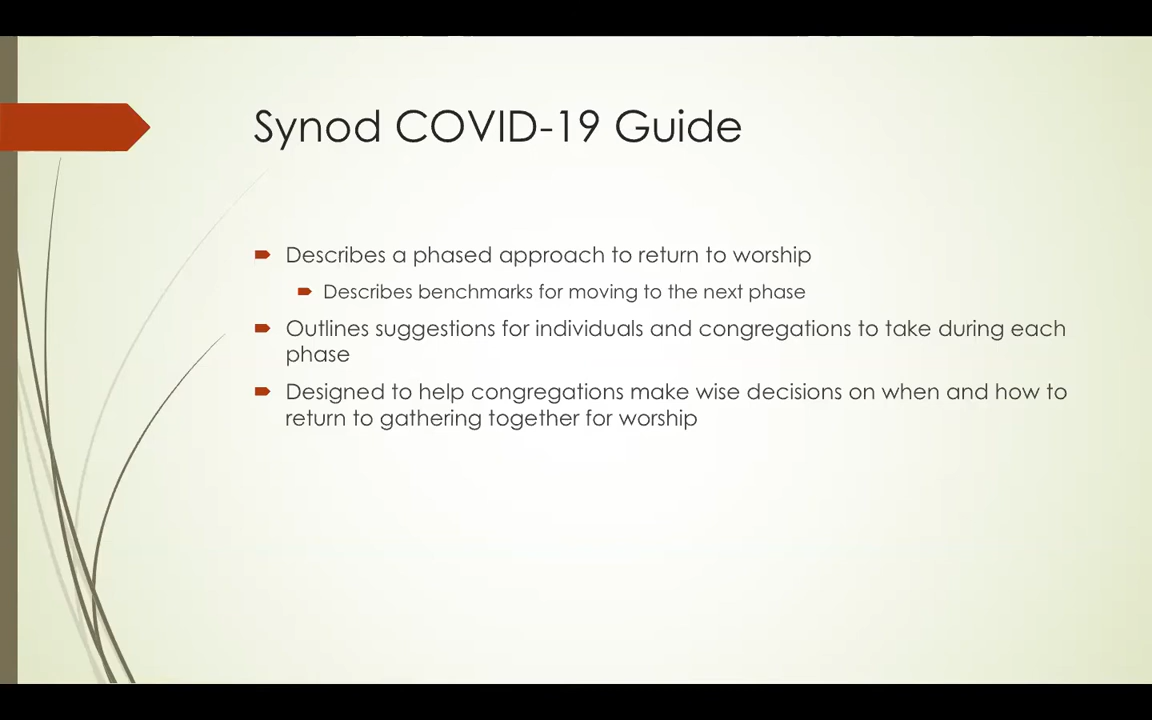 Synod COVID-19 Guide
Describes a phased approach to return to worship
Describes benchmarks for moving to the next phase
Outlines suggestions for individuals and congregations to take during each
phase
Designed to help congregations make wise decisions on when and how to
return to gathering together for worship